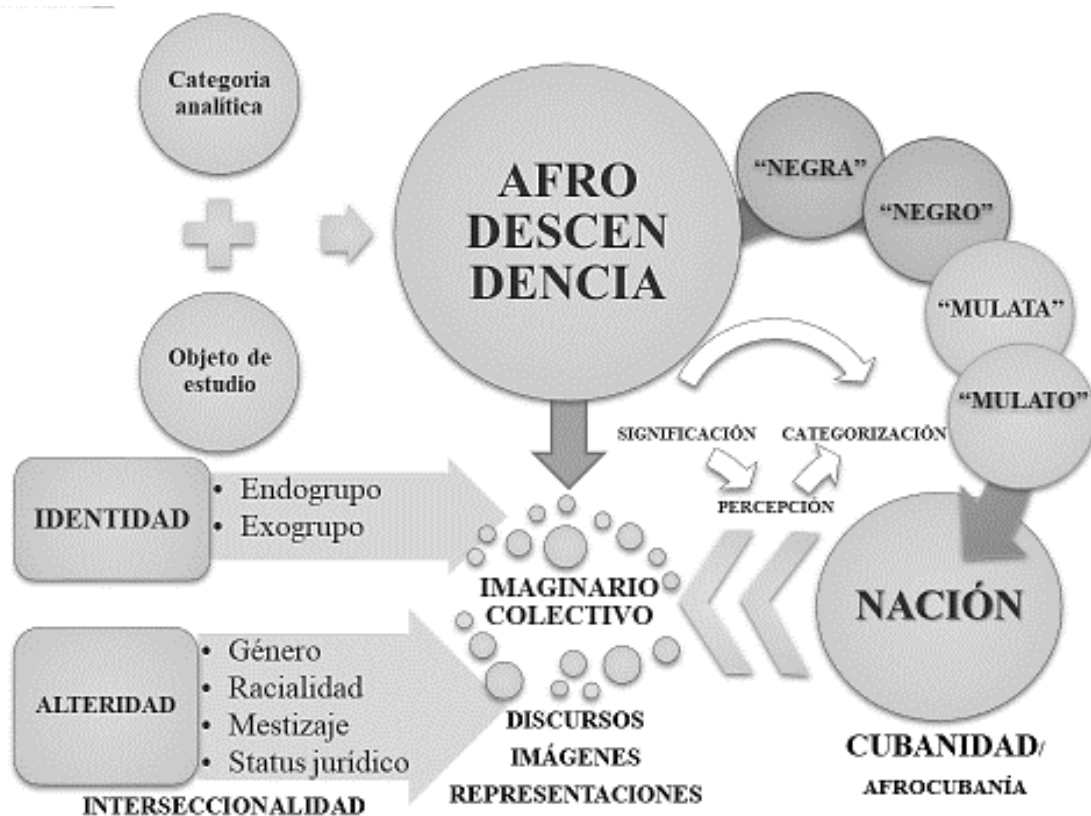 Categoría
analítica
Objeto de
estudio
AFRO
DESCEN
DENCIA
“NEGRA”
“NEGRO”
“MULATA”
“MULATO”
SIGNIFICACIÓN
CATEGORIZACIÓN
PERCEPCIÓN
IDENTIDAD
• Endogrupo
• Exogrupo
ALTERIDAD
• Género
• Racialidad
• Mestizaje
• Status jurídico
INTERSECCIONALIDAD
IMAGINARIO
COLECTIVO
DISCURSOS
IMÁGENES
REPRESENTACIONES
NACIÓN
CUBANIDAD/
AFROCUBANÍA